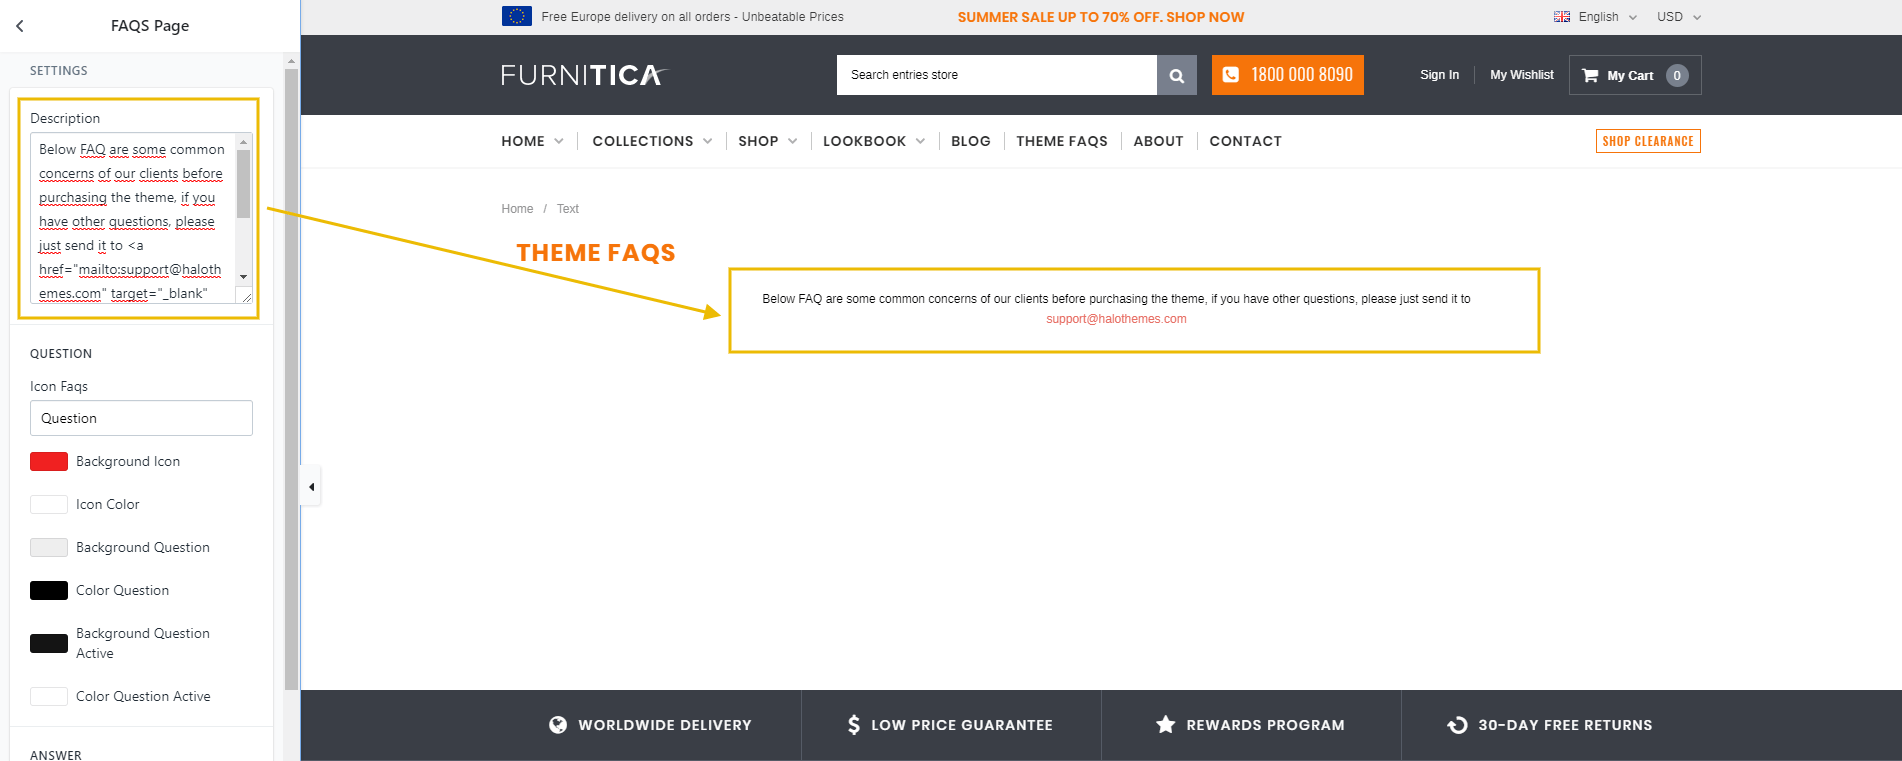 FAQS Page
SETTINGS
Description
Below FAQ are some common
concerns of our clients before
purchasing the theme, if you
have other questions, please
just send it to <a
href="mailto:support@haloth
emes.com" target="_blank"
QUESTION
Icon Faqs
Question
Background Icon
Icon Color
Background Question
Color Question
Background Question
Active
Color Question Active
ANSWER
Free Europe delivery on all orders - Unbeatable Prices
SUMMER SALE UP TO 70% OFF. SHOP NOW
English
USD
FURNITICA
Search entries store
1800 000 8090
Sign In
My Wishlist
My Cart
0
HOME
COLLECTIONS
SHOP
LOOKBOOK
BLOG
THEME FAQS
ABOUT
CONTACT
SHOP CLEARANCE
Home / Text
THEME FAQS
Below FAQ are some common concerns of our clients before purchasing the theme, if you have other questions, please just send it to
support@halothemes.com
WORLDWIDE DELIVERY
LOW PRICE GUARANTEE
REWARDS PROGRAM
30-DAY FREE RETURNS